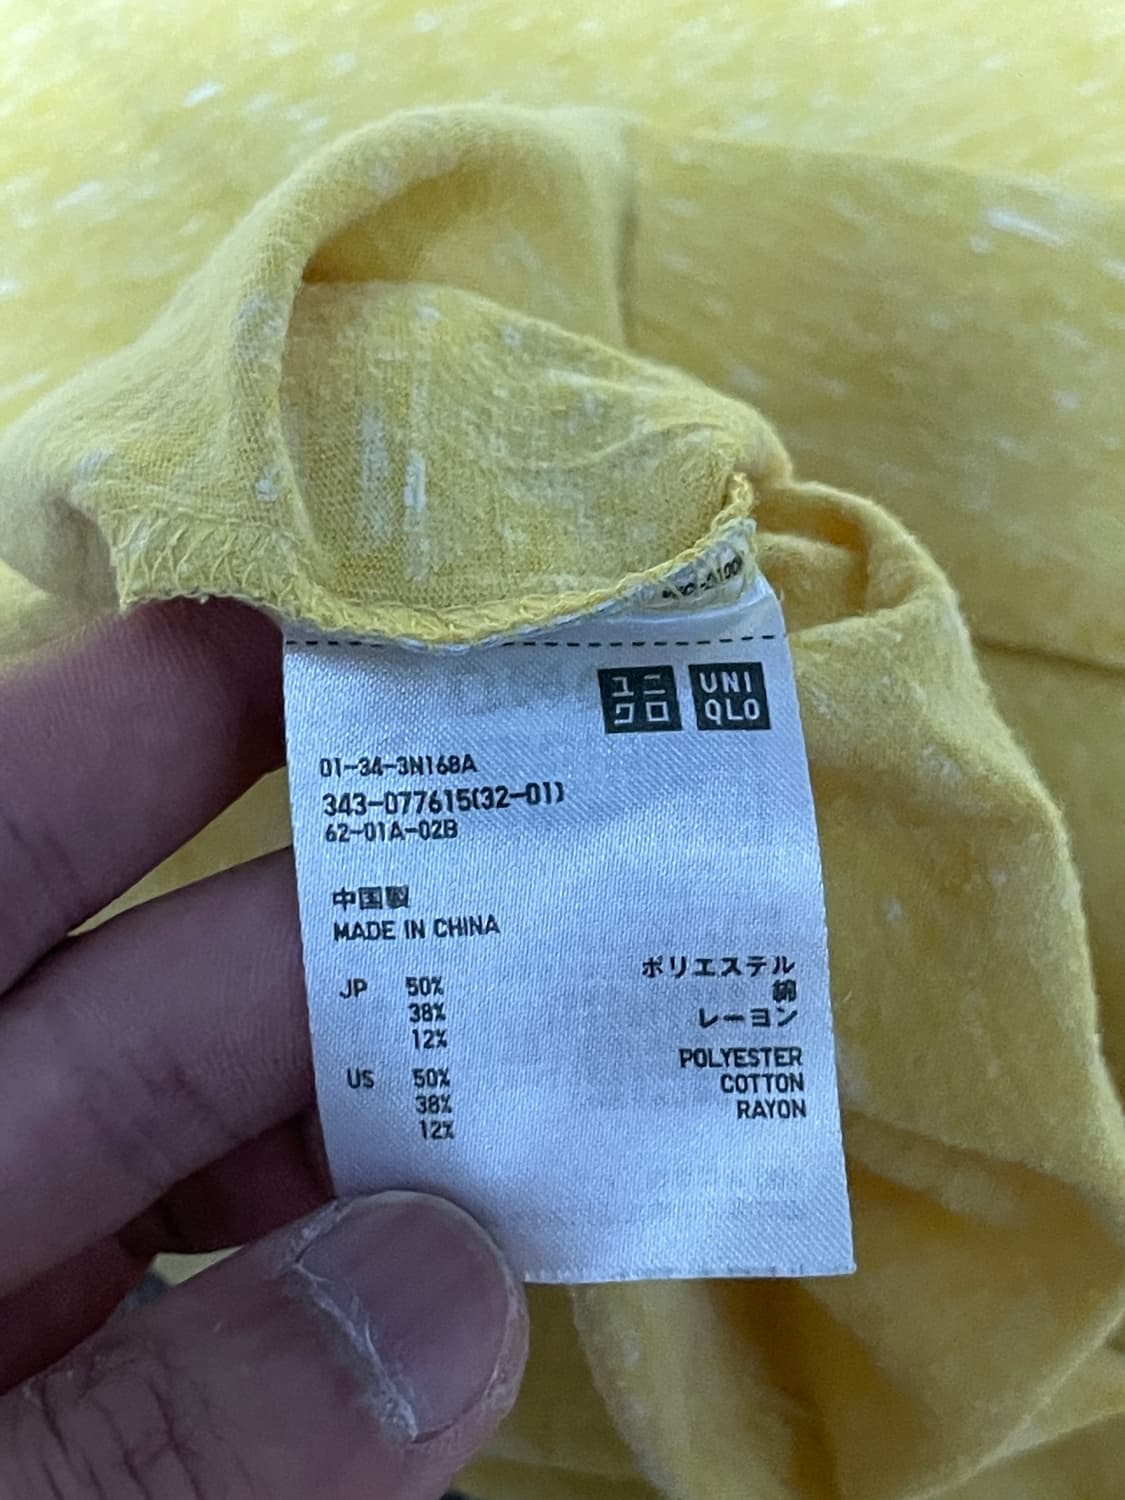 ユニ
クロ
UNI
QLO
01-34-3N168A
343-077615(32-01)
62-01A-02B
中国製
MADE IN CHINA
JP 50% ポリエステル
38% 綿
12% レーヨン
US 50% POLYESTER
38% COTTON
12% RAYON